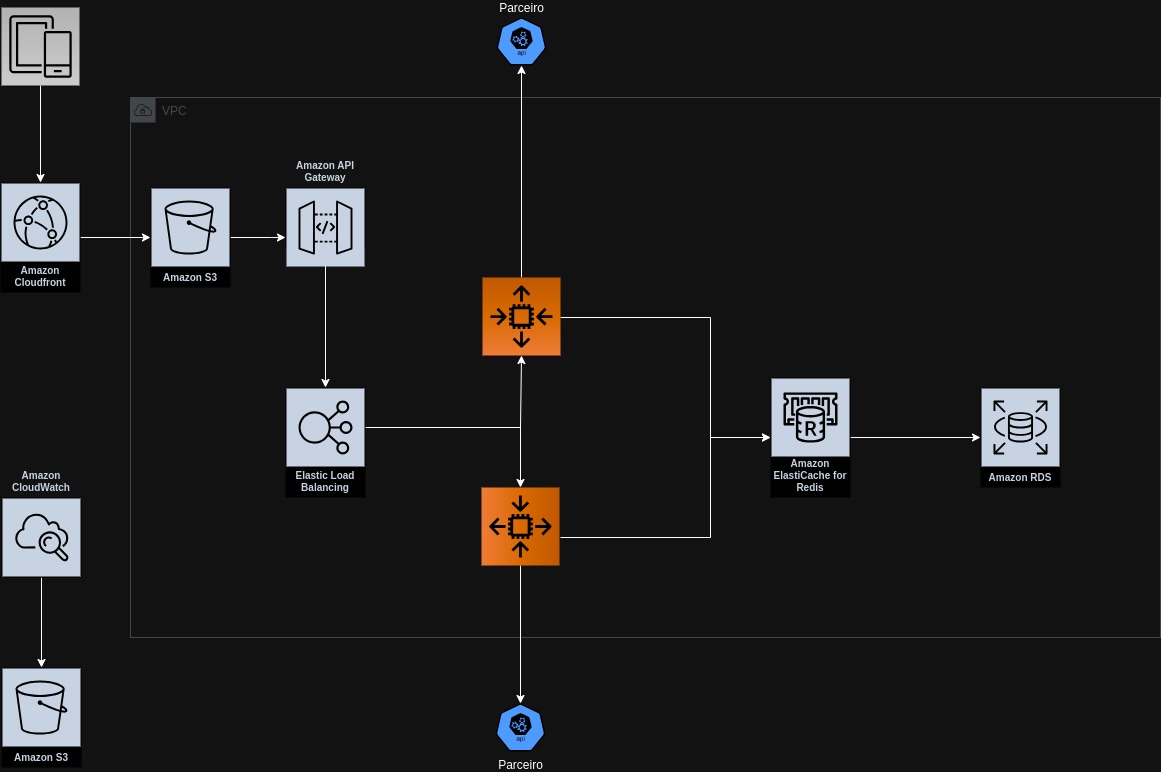 Parceiro
api
VPC
Amazon API
Gateway
</>
Amazon
Cloudfront
Amazon S3
Elastic Load
Balancing
R
Amazon
ElastiCache for
Redis
Amazon RDS
Amazon
CloudWatch
Amazon S3
api
Parceiro